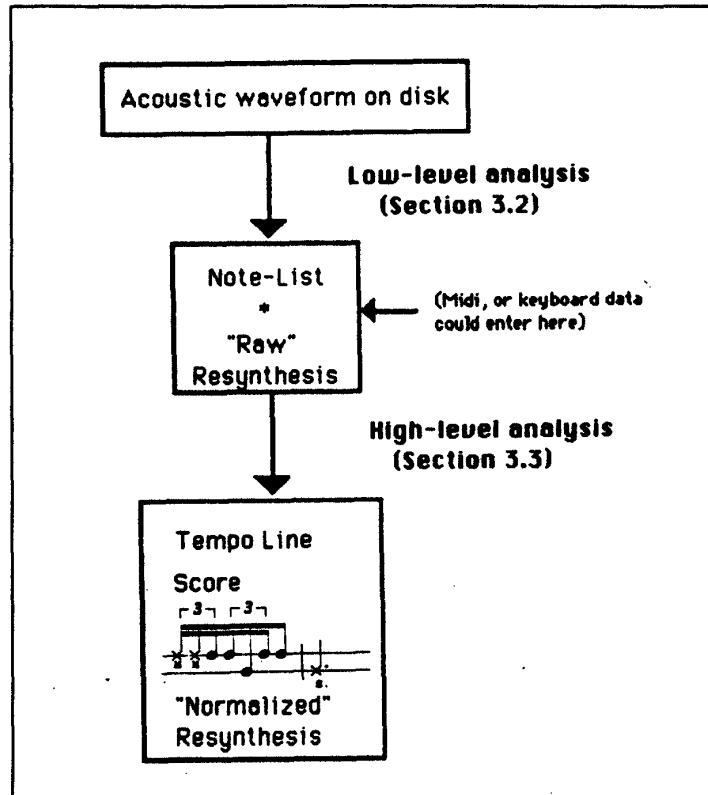 Acoustic waveform on disk
Low-level analysis
(Section 3.2)
Note-List
*
"Raw"
Resynthesis
(Midi, or keyboard data
could enter here)
High-level analysis
(Section 3.3)
Tempo Line
Score
3 3
s s s.
"Normalized"
Resynthesis